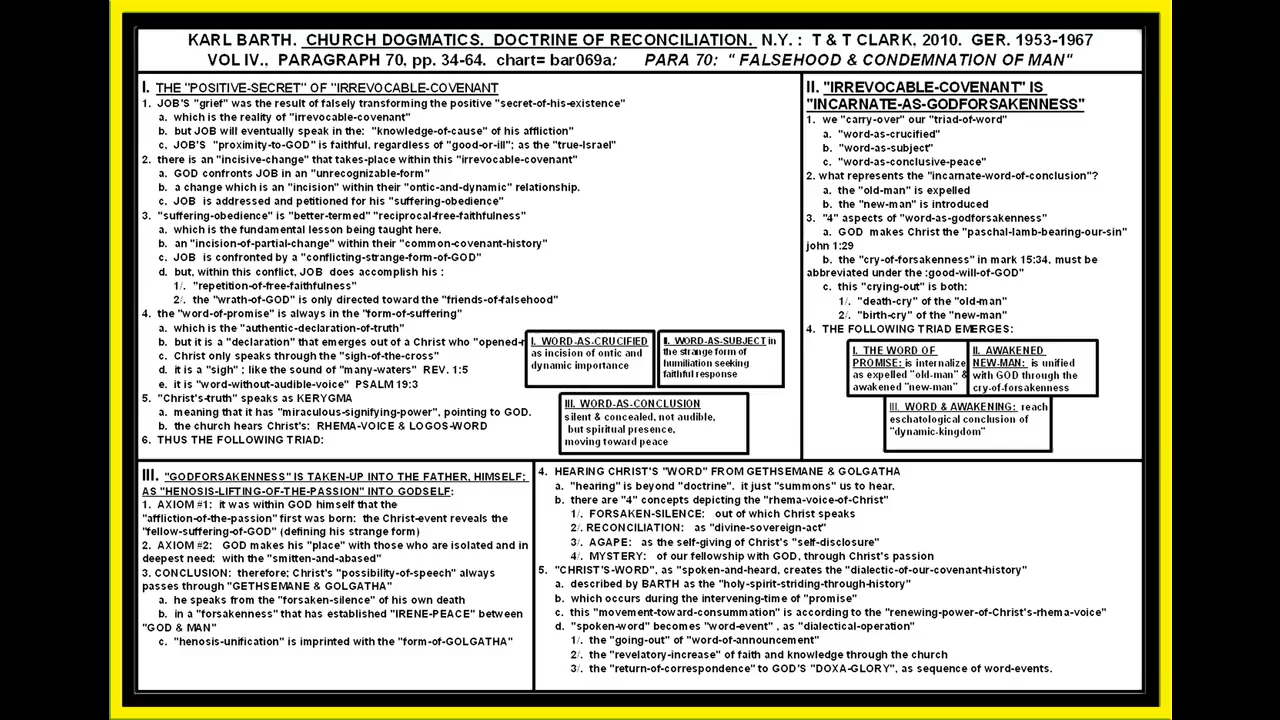 KARL BARTH. CHURCH DOGMATICS. DOCTRINE OF RECONCILIATION. N.Y. : T & T CLARK, 2010. GER. 1953-1967
VOL IV., PARAGRAPH 70, pp. 34-64. chart= bar069a: PARA 70: " FALSEHOOD & CONDEMNATION OF MAN"
I. THE "POSITIVE-SECRET" OF "IRREVOCABLE-COVENANT
1. JOB'S "grief" was the result of falsely transforming the positive "secret-of-his-existence"
a. which is the reality of "irrevocable-covenant"
b. but JOB will eventually speak in the: "knowledge-of-cause" of his affliction"
c. JOB'S "proximity-to-GOD" is faithful, regardless of "good-or-ill"; as the "true-Israel"
2. there is an "incisive-change" that takes-place within this "irrevocable-covenant"
a. GOD confronts JOB in an "unrecognizable-form"
b. a change which is an "incision" within their "ontic-and-dynamic" relationship.
c. JOB is addressed and petitioned for his "suffering-obedience"
3. "suffering-obedience" is "better-termed" "reciprocal-free-faithfulness"
a. which is the fundamental lesson being taught here.
b. an "incision-of-partial-change" within their "common-covenant-history"
c. JOB is confronted by a "conflicting-strange-form-of-GOD"
d. but, within this conflict, JOB does accomplish his :
1/. "repetition-of-free-faithfulness"
2/. the "wrath-of-GOD" is only directed toward the "friends-of-falsehood"
4. the "word-of-promise" is always in the "form-of-suffering"
a. which is the "authentic-declaration-of-truth"
b. but it is a "declaration" that emerges out of a Christ who "opened-r
c. Christ only speaks through the "sigh-of-the-cross"
d. it is a "sigh" : like the sound of "many-waters" REV. 1:5
e. it is "word-without-audible-voice" PSALM 19:3
5. "Christ's-truth" speaks as KERYGMA
a. meaning that it has "miraculous-signifying-power", pointing to GOD.
b. the church hears Christ's: RHEMA-VOICE & LOGOS-WORD
6. THUS THE FOLLOWING TRIAD:
I. WORD-AS-CRUCIFIED
as incision of ontic and
dynamic importance
II. WORD-AS-SUBJECT in
the strange form of
humiliation seeking
faithful response
III. WORD-AS-CONCLUSION
silent & concealed, not audible,
but spiritual presence,
moving toward peace
II. "IRREVOCABLE-COVENANT" IS
"INCARNATE-AS-GODFORSAKENNESS"
1. we "carry-over" our "triad-of-word"
a. "word-as-crucified"
b. "word-as-subject"
c. "word-as-conclusive-peace"
2. what represents the "incarnate-word-of-conclusion"?
a. the "old-man" is expelled
b. the "new-man" is introduced
3. "4" aspects of "word-as-godforsakenness"
a. GOD makes Christ the "paschal-lamb-bearing-our-sin"
john 1:29
b. the "cry-of-forsakenness" in mark 15:34, must be
abbreviated under the :good-will-of-GOD"
c. this "crying-out" is both:
1/. "death-cry" of the "old-man"
2/. "birth-cry" of the "new-man"
4. THE FOLLOWING TRIAD EMERGES:
I. THE WORD OF
PROMISE: is internalize
as expelled "old-man" &
awakened "new-man"
II. AWAKENED
NEW-MAN: is unified
with GOD through the
cry-of-forsakenness
III. WORD & AWAKENING: reach
eschatological conclusion of
"dynamic-kingdom"
III. "GODFORSAKENNESS" IS TAKEN-UP INTO THE FATHER, HIMSELF;
AS "HENOSIS-LIFTING-OF-THE-PASSION" INTO GODSELF:
1. AXIOM #1: it was within GOD himself that the
"affliction-of-the-passion" first was born: the Christ-event reveals the
"fellow-suffering-of-GOD" (defining his strange form)
2. AXIOM #2: GOD makes his "place" with those who are isolated and in
deepest need: with the "smitten-and-abased"
3. CONCLUSION: therefore; Christ's "possibility-of-speech" always
passes through "GETHSEMANE & GOLGATHA"
a. he speaks from the "forsaken-silence" of his own death
b. in a "forsakenness" that has established "IRENE-PEACE" between
"GOD & MAN"
c. "henosis-unification" is imprinted with the "form-of-GOLGATHA"
4. HEARING CHRIST'S "WORD" FROM GETHSEMANE & GOLGATHA
a. "hearing" is beyond "doctrine". it just "summons" us to hear.
b. there are "4" concepts depicting the "rhema-voice-of-Christ"
1/. FORSAKEN-SILENCE: out of which Christ speaks
2/. RECONCILIATION: as "divine-sovereign-act"
3/. AGAPE: as the self-giving of Christ's "self-disclosure"
4/. MYSTERY: of our fellowship with GOD, through Christ's passion
5. "CHRIST'S-WORD", as "spoken-and-heard, creates the "dialectic-of-our-covenant-history"
a. described by BARTH as the "holy-spirit-striding-through-history"
b. which occurs during the intervening-time of "promise"
c. this "movement-toward-consummation" is according to the "renewing-power-of-Christ's-rhema-voice"
d. "spoken-word" becomes "word-event" , as "dialectical-operation"
1/. the "going-out" of "word-of-announcement"
2/. the "revelatory-increase" of faith and knowledge through the church
3/. the "return-of-correspondence" to GOD'S "DOXA-GLORY", as sequence of word-events.